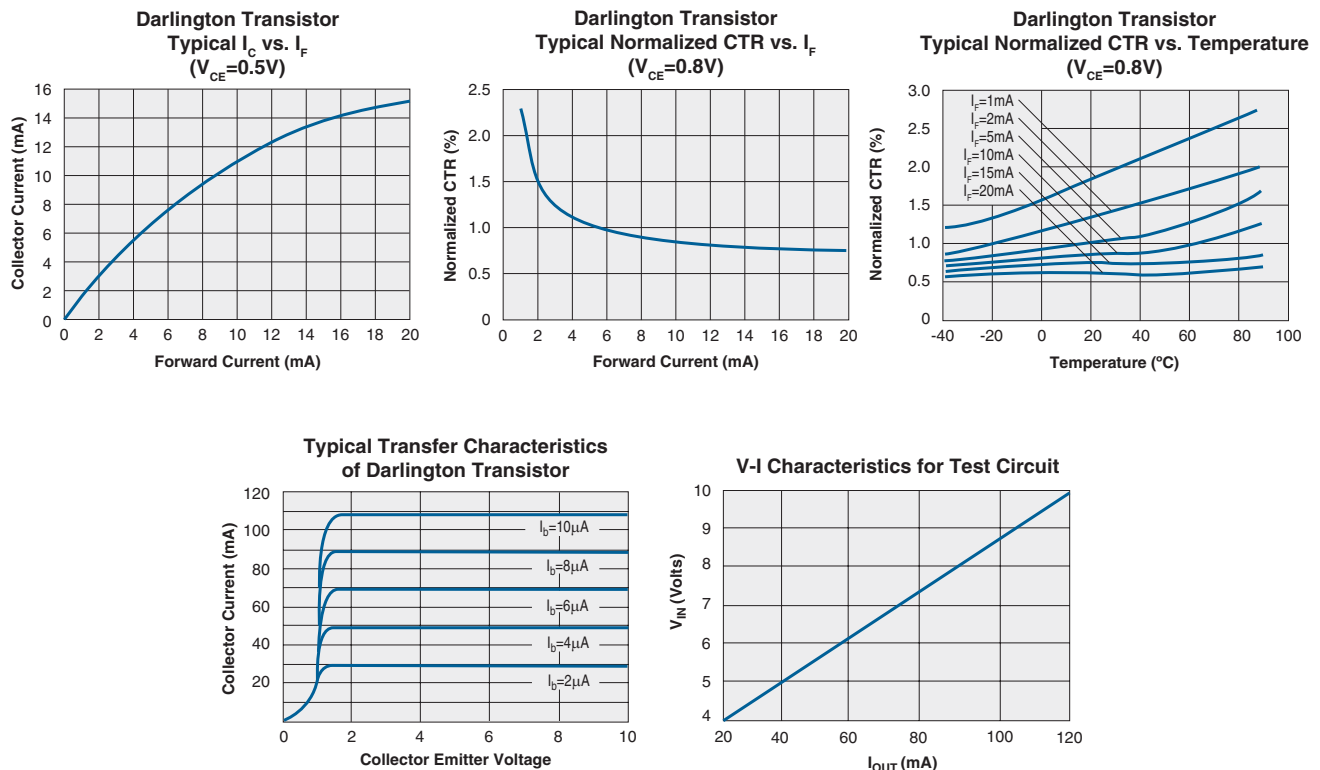 Darlington Transistor
Typical IC vs. IF
(VCE=0.5V)
Collector Current (mA)
16
14
12
10
8
6
4
2
0
0 2 4 6 8 10 12 14 16 18 20
Forward Current (mA)
Darlington Transistor
Typical Normalized CTR vs. IF
(VCE=0.8V)
Normalized CTR (%)
2.5
2.0
1.5
1.0
0.5
0
0 2 4 6 8 10 12 14 16 18 20
Forward Current (mA)
Darlington Transistor
Typical Normalized CTR vs. Temperature
(VCE=0.8V)
Normalized CTR (%)
3.0
2.5
2.0
1.5
1.0
0.5
0
IF=1mA
IF=2mA
IF=5mA
IF=10mA
IF=15mA
IF=20mA
-40 -20 0 20 40 60 80 100
Temperature (ºC)
Typical Transfer Characteristics
of Darlington Transistor
Collector Current (mA)
120
100
80
60
40
20
Ib=10µA
Ib=8µA
Ib=6µA
Ib=4µA
Ib=2µA
0 2 4 6 8 10
Collector Emitter Voltage
V-I Characteristics for Test Circuit
VIN (Volts)
10
9
8
7
6
5
4
20 40 60 80 100 120
IOUT (mA)